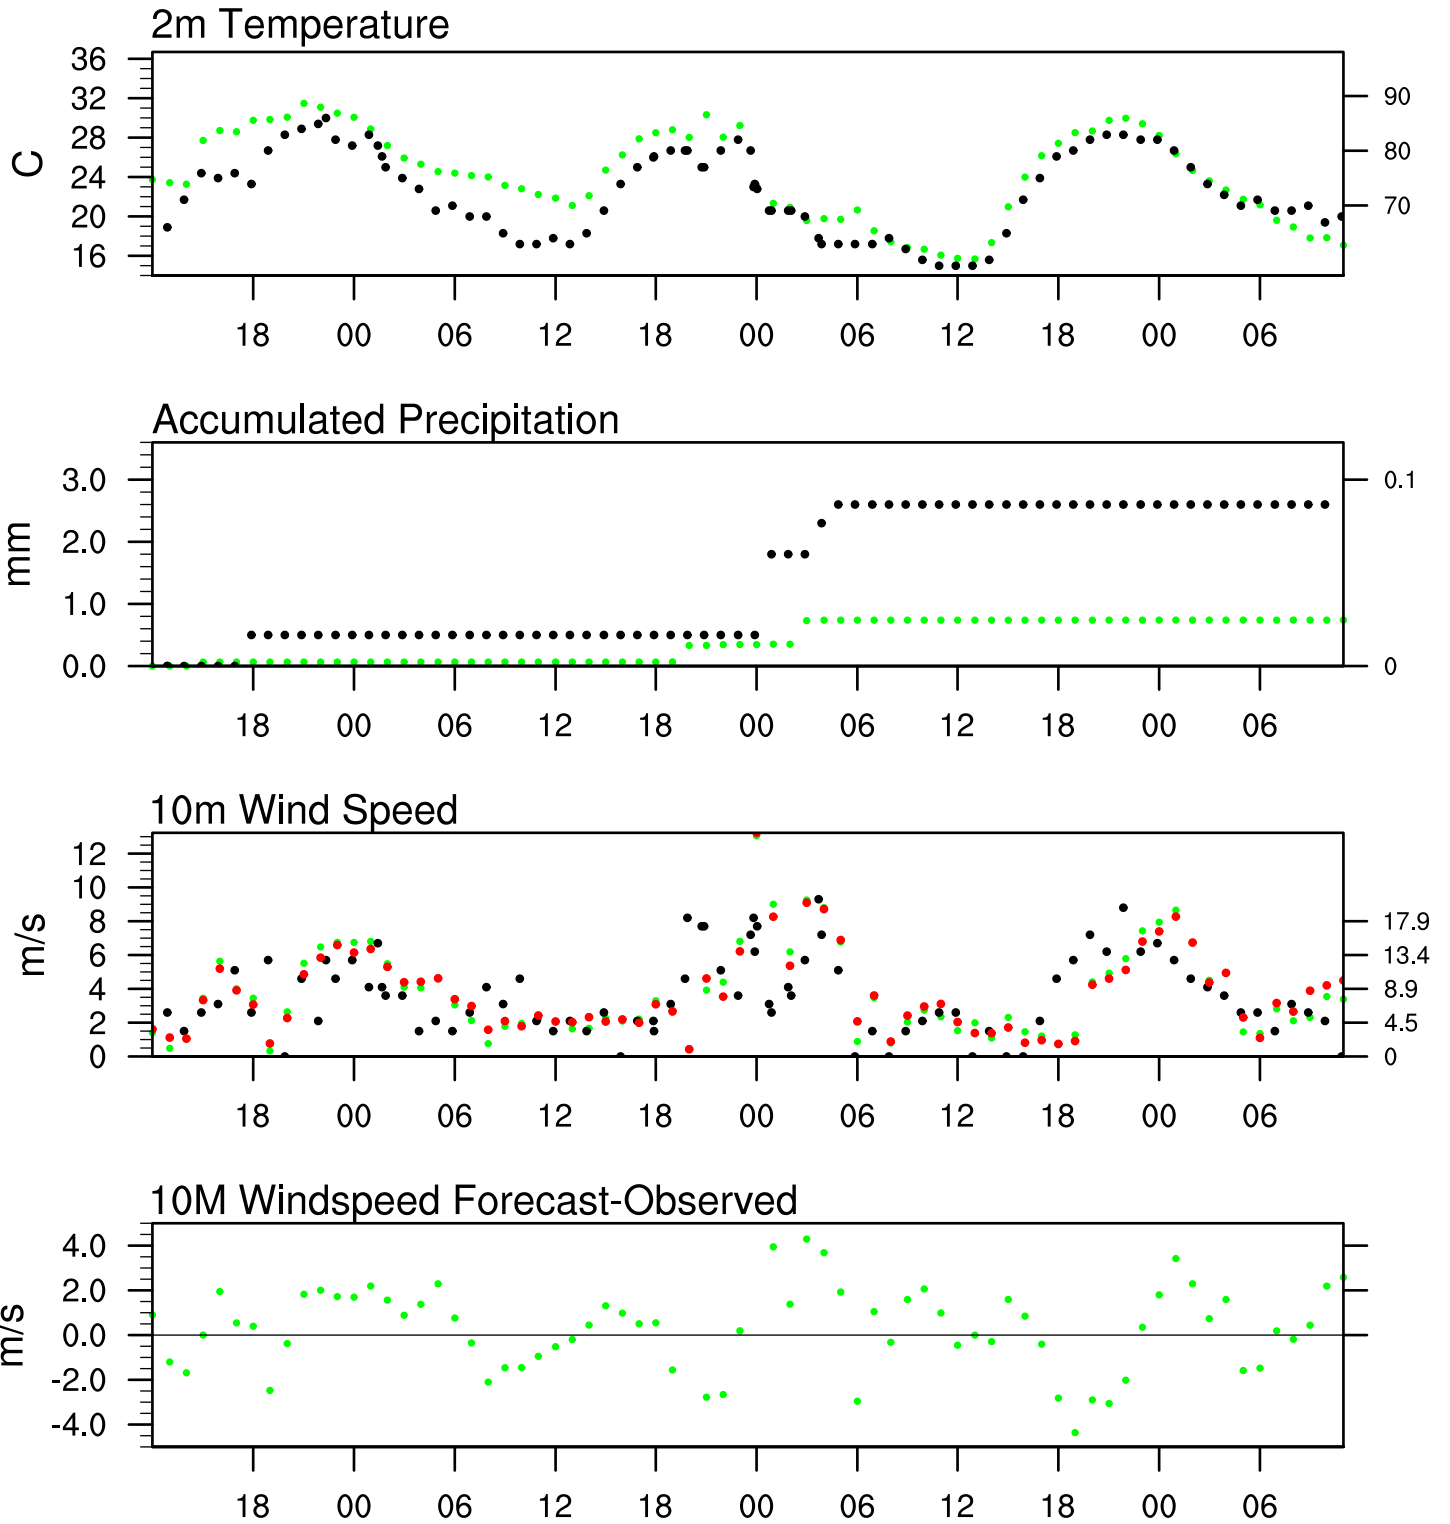 2m Temperature
36
32
28
24
20
16
C
90
80
70
18 00 06 12 18 00 06 12 18 00 06
Accumulated Precipitation
3.0
2.0
1.0
0.0
mm
0.1
0
18 00 06 12 18 00 06 12 18 00 06
10m Wind Speed
12
10
8
6
4
2
0
m/s
17.9
13.4
8.9
4.5
0
18 00 06 12 18 00 06 12 18 00 06
10M Windspeed Forecast-Observed
4.0
2.0
0.0
-2.0
-4.0
m/s
18 00 06 12 18 00 06 12 18 00 06